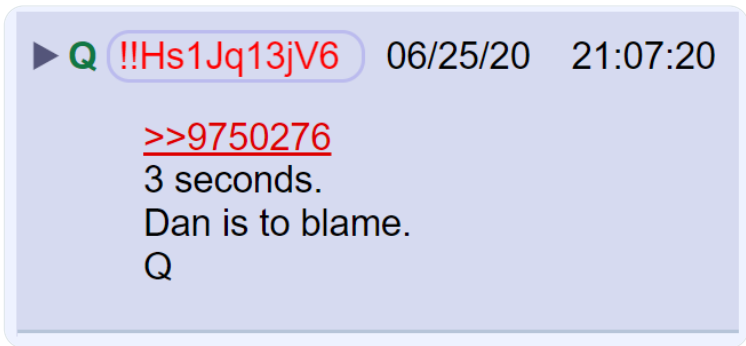 ▶ Q !!Hs1Jq13jV6 06/25/20 21:07:20
>>9750276
3 seconds.
Dan is to blame.
Q